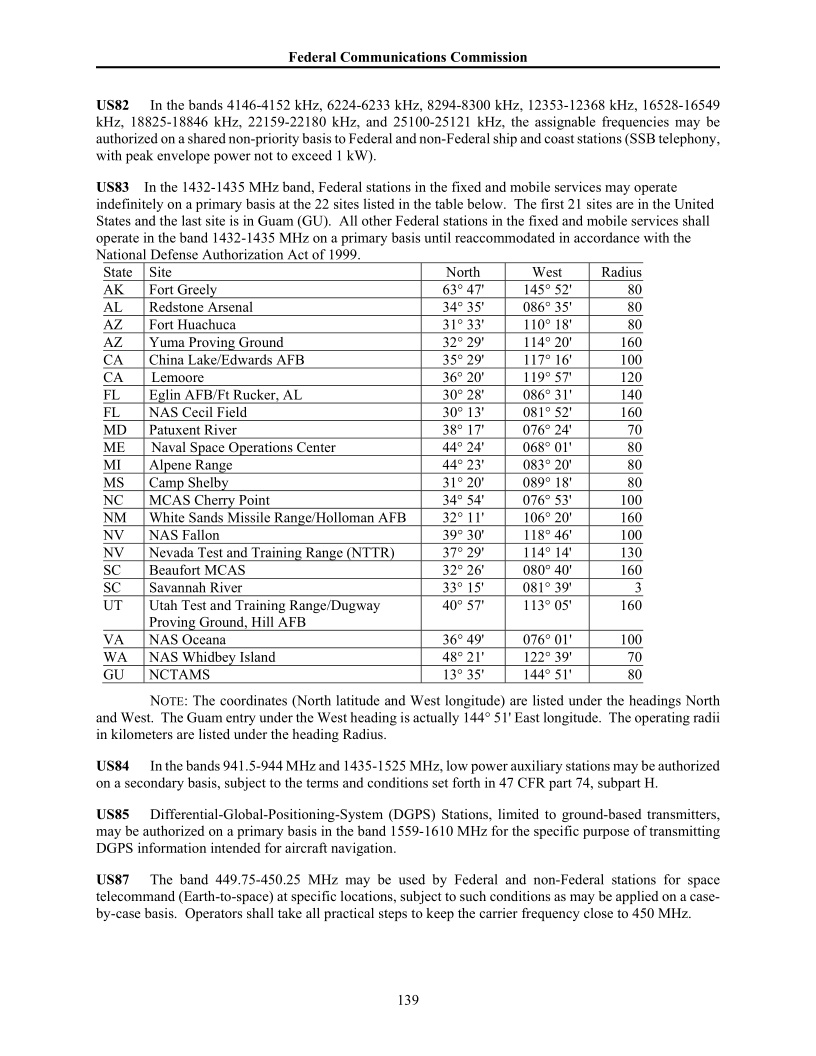 Federal Communications Commission
US82 In the bands 4146-4152 kHz, 6224-6233 kHz, 8294-8300 kHz, 12353-12368 kHz, 16528-16549
kHz, 18825-18846 kHz, 22159-22180 kHz, and 25100-25121 kHz, the assignable frequencies may be
authorized on a shared non-priority basis to Federal and non-Federal ship and coast stations (SSB telephony,
with peak envelope power not to exceed 1 kW).
US83 In the 1432-1435 MHz band, Federal stations in the fixed and mobile services may operate
indefinitely on a primary basis at the 22 sites listed in the table below. The first 21 sites are in the United
States and the last site is in Guam (GU). All other Federal stations in the fixed and mobile services shall
operate in the band 1432-1435 MHz on a primary basis until reaccommodated in accordance with the
National Defense Authorization Act of 1999.
State Site North West Radius
AK Fort Greely 63° 47' 145° 52' 80
AL Redstone Arsenal 34° 35' 086° 35' 80
AZ Fort Huachuca 31° 33' 110° 18' 80
AZ Yuma Proving Ground 32° 29' 114° 20' 160
CA China Lake/Edwards AFB 35° 29' 117° 16' 100
CA Lemoore 36° 20' 119° 57' 120
FL Eglin AFB/Ft Rucker, AL 30° 28' 086° 31' 140
FL NAS Cecil Field 30° 13' 081° 52' 160
MD Patuxent River 38° 17' 076° 24' 70
ME Naval Space Operations Center 44° 24' 068° 01' 80
MI Alpene Range 44° 23' 083° 20' 80
MS Camp Shelby 31° 20' 089° 18' 80
NC MCAS Cherry Point 34° 54' 076° 53' 100
NM White Sands Missile Range/Holloman AFB 32° 11' 106° 20' 160
NV NAS Fallon 39° 30' 118° 46' 100
NV Nevada Test and Training Range (NTTR) 37° 29' 114° 14' 130
SC Beaufort MCAS 32° 26' 080° 40' 160
SC Savannah River 33° 15' 081° 39' 3
UT Utah Test and Training Range/Dugway 40° 57' 113° 05' 160
Proving Ground, Hill AFB
VA NAS Oceana 36° 49' 076° 01' 100
WA NAS Whidbey Island 48° 21' 122° 39' 70
GU NCTAMS 13° 35' 144° 51' 80
NOTE: The coordinates (North latitude and West longitude) are listed under the headings North
and West. The Guam entry under the West heading is actually 144° 51' East longitude. The operating radii
in kilometers are listed under the heading Radius.
US84 In the bands 941.5-944 MHz and 1435-1525 MHz, low power auxiliary stations may be authorized
on a secondary basis, subject to the terms and conditions set forth in 47 CFR part 74, subpart H.
US85 Differential-Global-Positioning-System (DGPS) Stations, limited to ground-based transmitters,
may be authorized on a primary basis in the band 1559-1610 MHz for the specific purpose of transmitting
DGPS information intended for aircraft navigation.
US87 The band 449.75-450.25 MHz may be used by Federal and non-Federal stations for space
telecommand (Earth-to-space) at specific locations, subject to such conditions as may be applied on a case-
by-case basis. Operators shall take all practical steps to keep the carrier frequency close to 450 MHz.
139